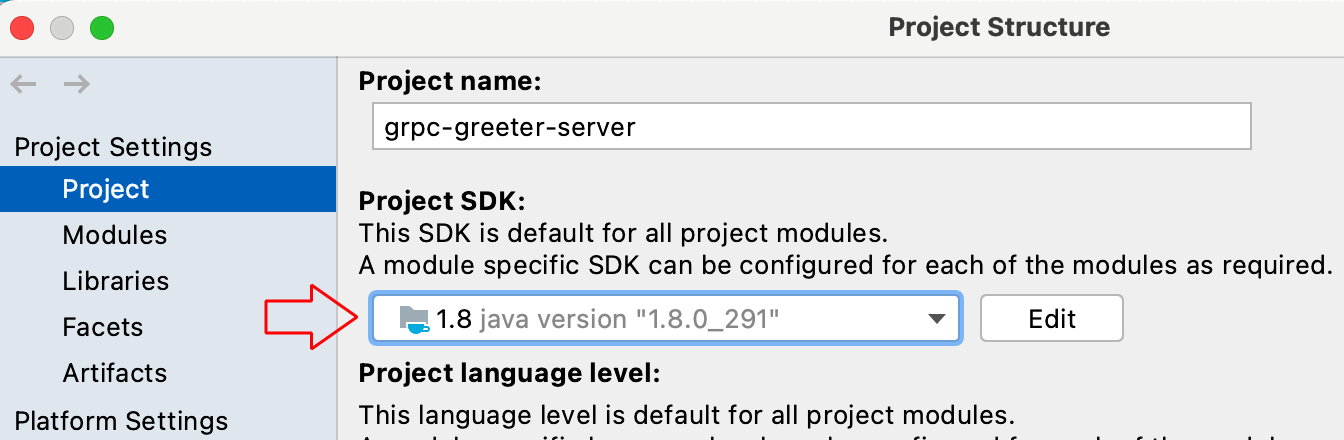 Project Structure
Project Settings
Project
Modules
Libraries
Facets
Artifacts
Platform Settings
Project name:
grpc-greeter-server
Project SDK:
This SDK is default for all project modules.
A module specific SDK can be configured for each of the modules as required.
1.8 java version "1.8.0_291"
Edit
Project language level:
This language level is default for all project modules.